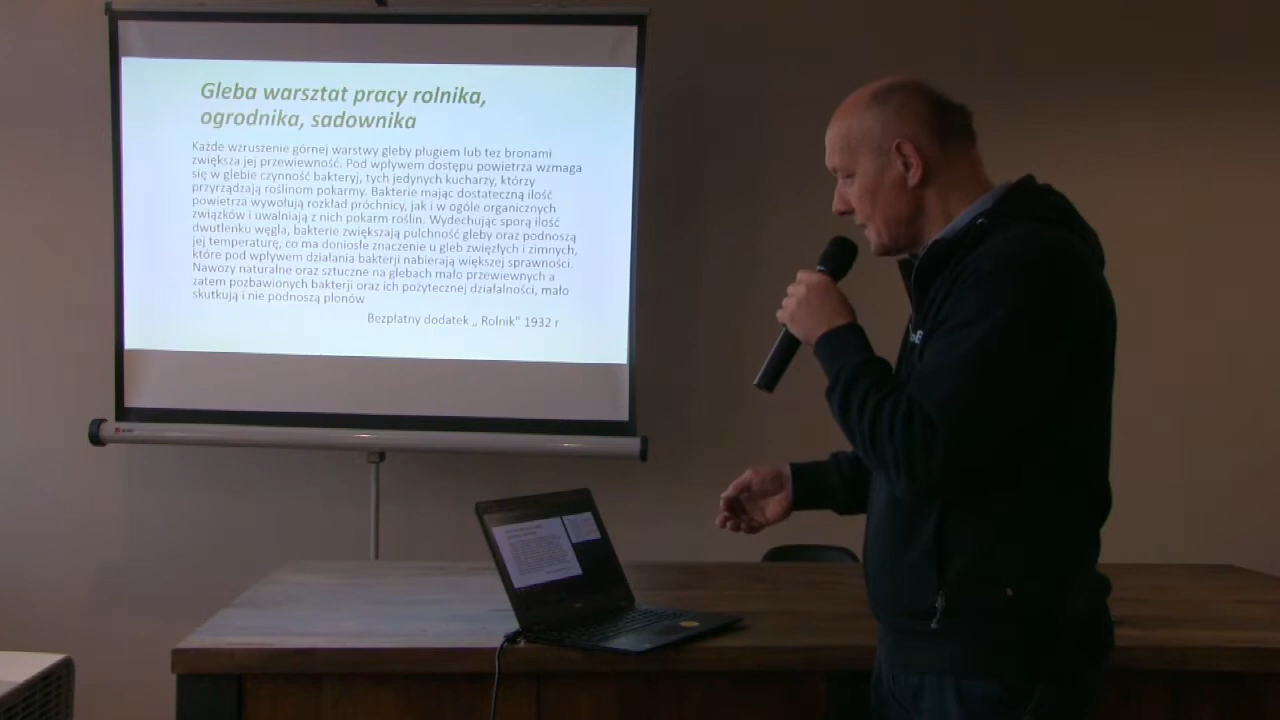 Gleba warsztat pracy rolnika,
ogrodnika, sadownika
Każde wzruszenie górnej warstwy gleby pługiem lub tez bronami
zwiększa jej przewiewność. Pod wpływem dostępu powietrza wzmaga
się w glebie czynność bakteryj, tych jedynych kucharzy, którzy
przyrządzają roślinom pokarmy. Bakterie mając dostateczną ilość
powietrza wywołują rozkład próchnicy, jak i w ogóle organicznych
związków i uwalniają z nich pokarm roślin. Wydechując sporą ilość
dwutlenku węgla, bakterie zwiększają pulchność gleby oraz podnoszą
jej temperaturę, co ma doniosłe znaczenie u gleb zwięzłych i zimnych,
które pod wpływem działania bakterji nabierają większej sprawności.
Nawozy naturalne oraz sztuczne na glebach mało przewiewnych a
zatem pozbawionych bakterji oraz ich pożytecznej działalności, mało
skutkują i nie podnoszą plonów
Bezpłatny dodatek „ Rolnik" 1932 r